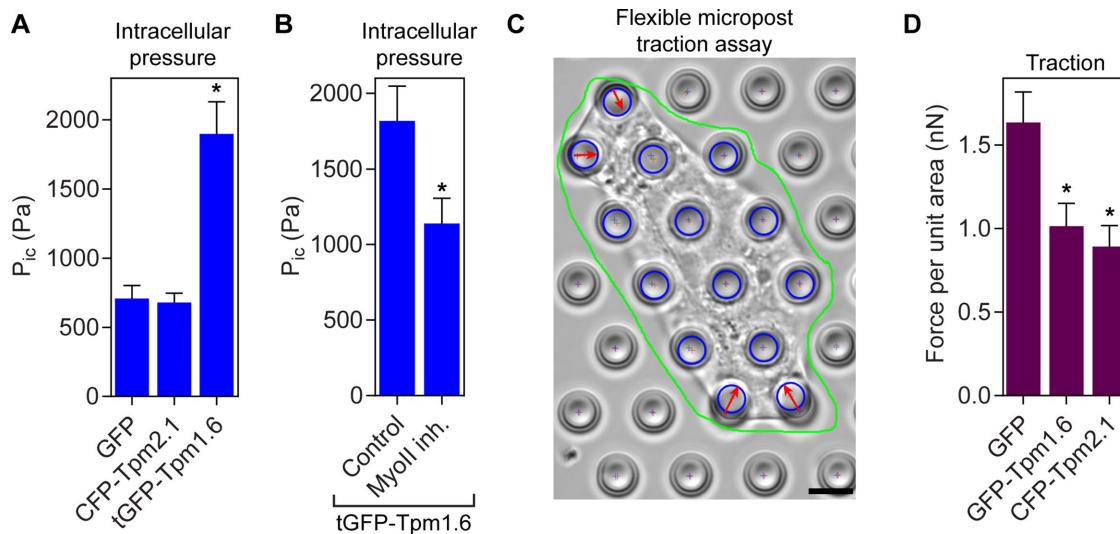 A
Intracellular
pressure
P_ic (Pa)
2000
1500
1000
500
0
*
GFP
CFP-Tpm2.1
tGFP-Tpm1.6
B
Intracellular
pressure
P_ic (Pa)
2000
1500
1000
500
0
*
Control
MyoII inh.
tGFP-Tpm1.6
C
Flexible micropost
traction assay
D
Traction
Force per unit area (nN)
1.5
1.0
0.5
0.0
*
*
GFP
GFP-Tpm1.6
CFP-Tpm2.1